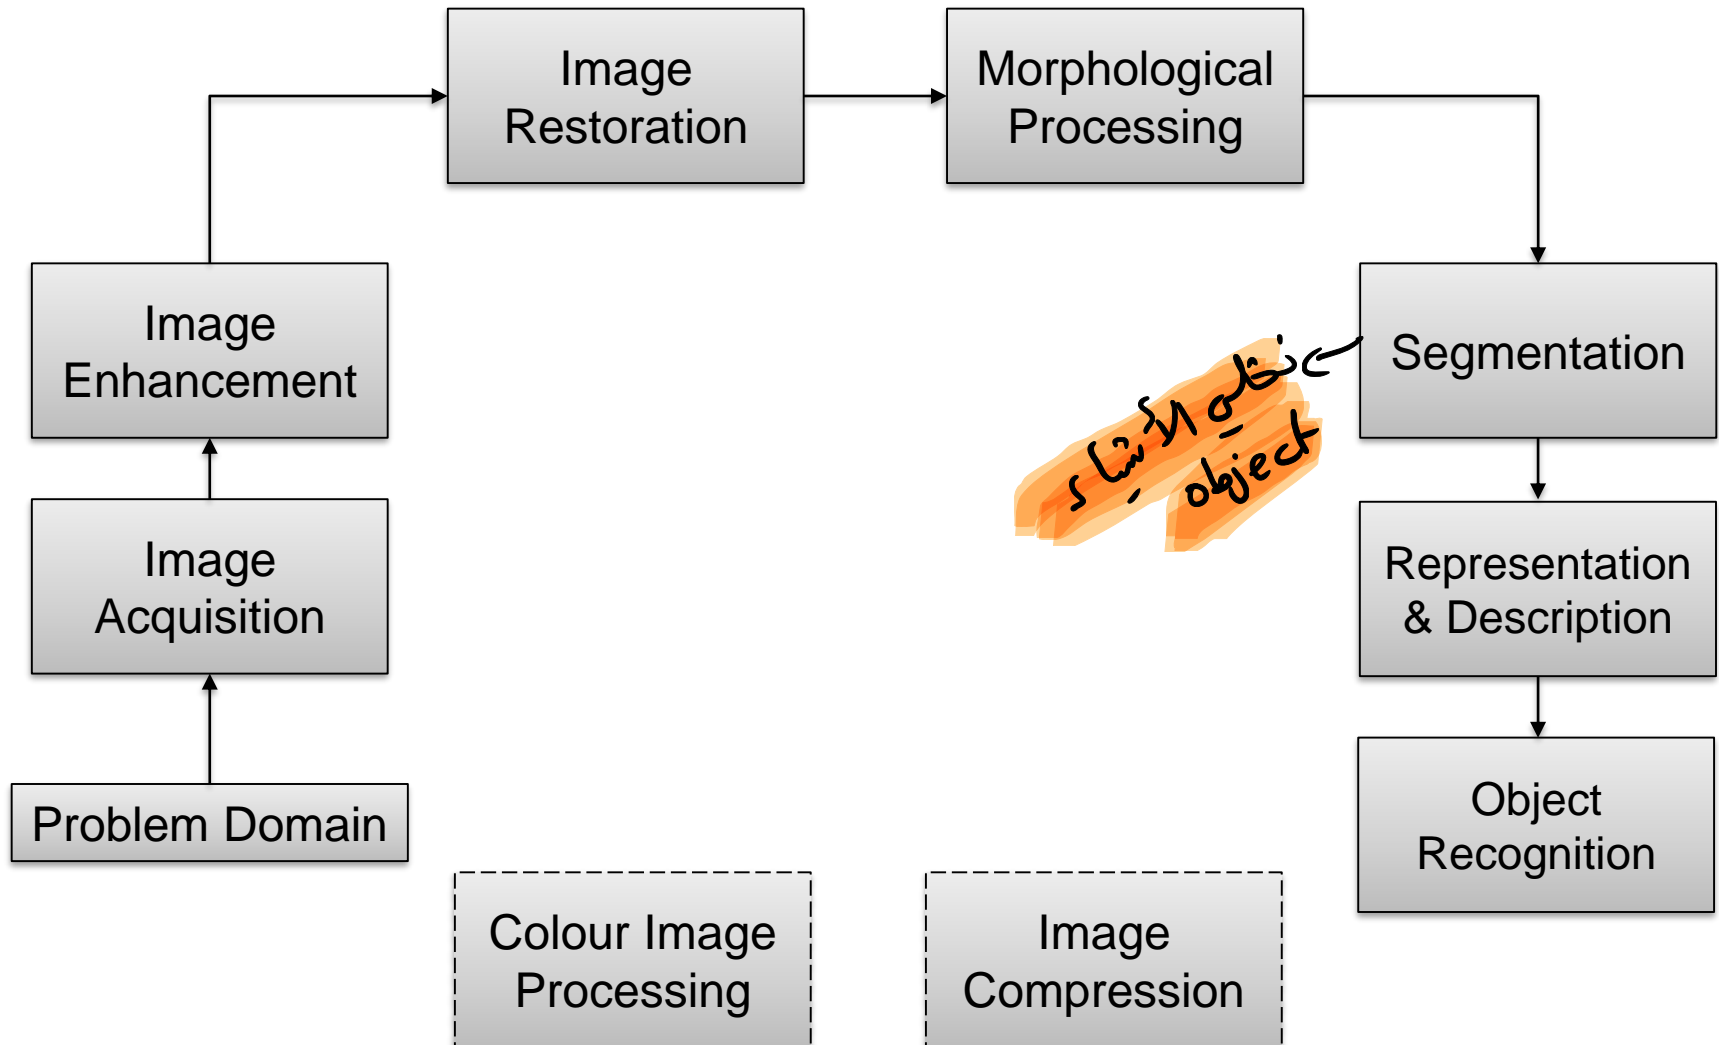 Image
Restoration
Morphological
Processing
Image
Enhancement
Segmentation
الأشياء
object
Image
Acquisition
Representation
& Description
Problem Domain
Object
Recognition
Colour Image
Processing
Image
Compression